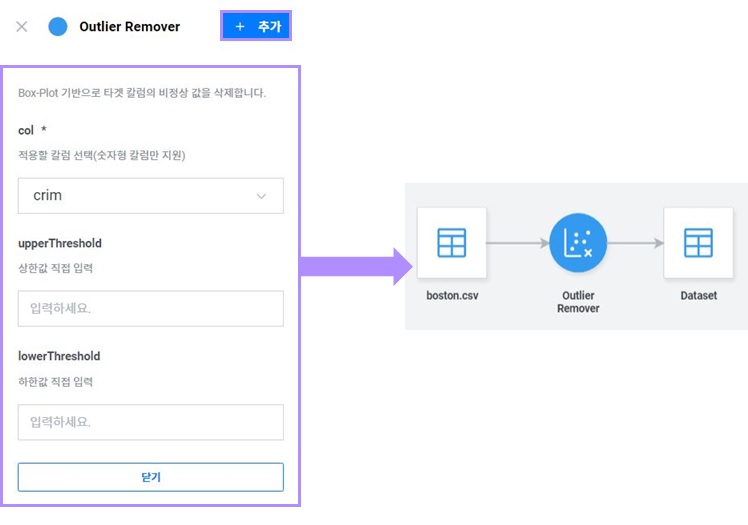 Outlier Remover
+ 추가
Box-Plot 기반으로 타겟 칼럼의 비정상 값을 삭제합니다.
col *
적용할 칼럼 선택(숫자형 칼럼만 지원)
crim
upperThreshold
상한값 직접 입력
입력하세요.
lowerThreshold
하한값 직접 입력
입력하세요.
닫기
boston.csv
Outlier
Remover
Dataset